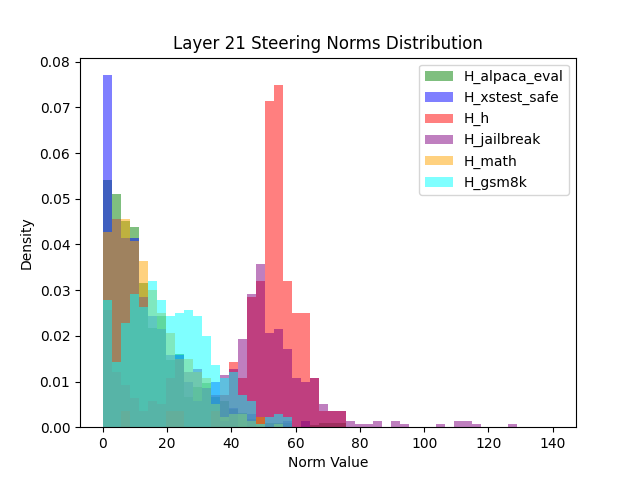 Layer 21 Steering Norms Distribution
H_alpaca_eval
H_xstest_safe
H_h
H_jailbreak
H_math
H_gsm8k
Density
0.08
0.07
0.06
0.05
0.04
0.03
0.02
0.01
0.00
0 20 40 60 80 100 120 140
Norm Value